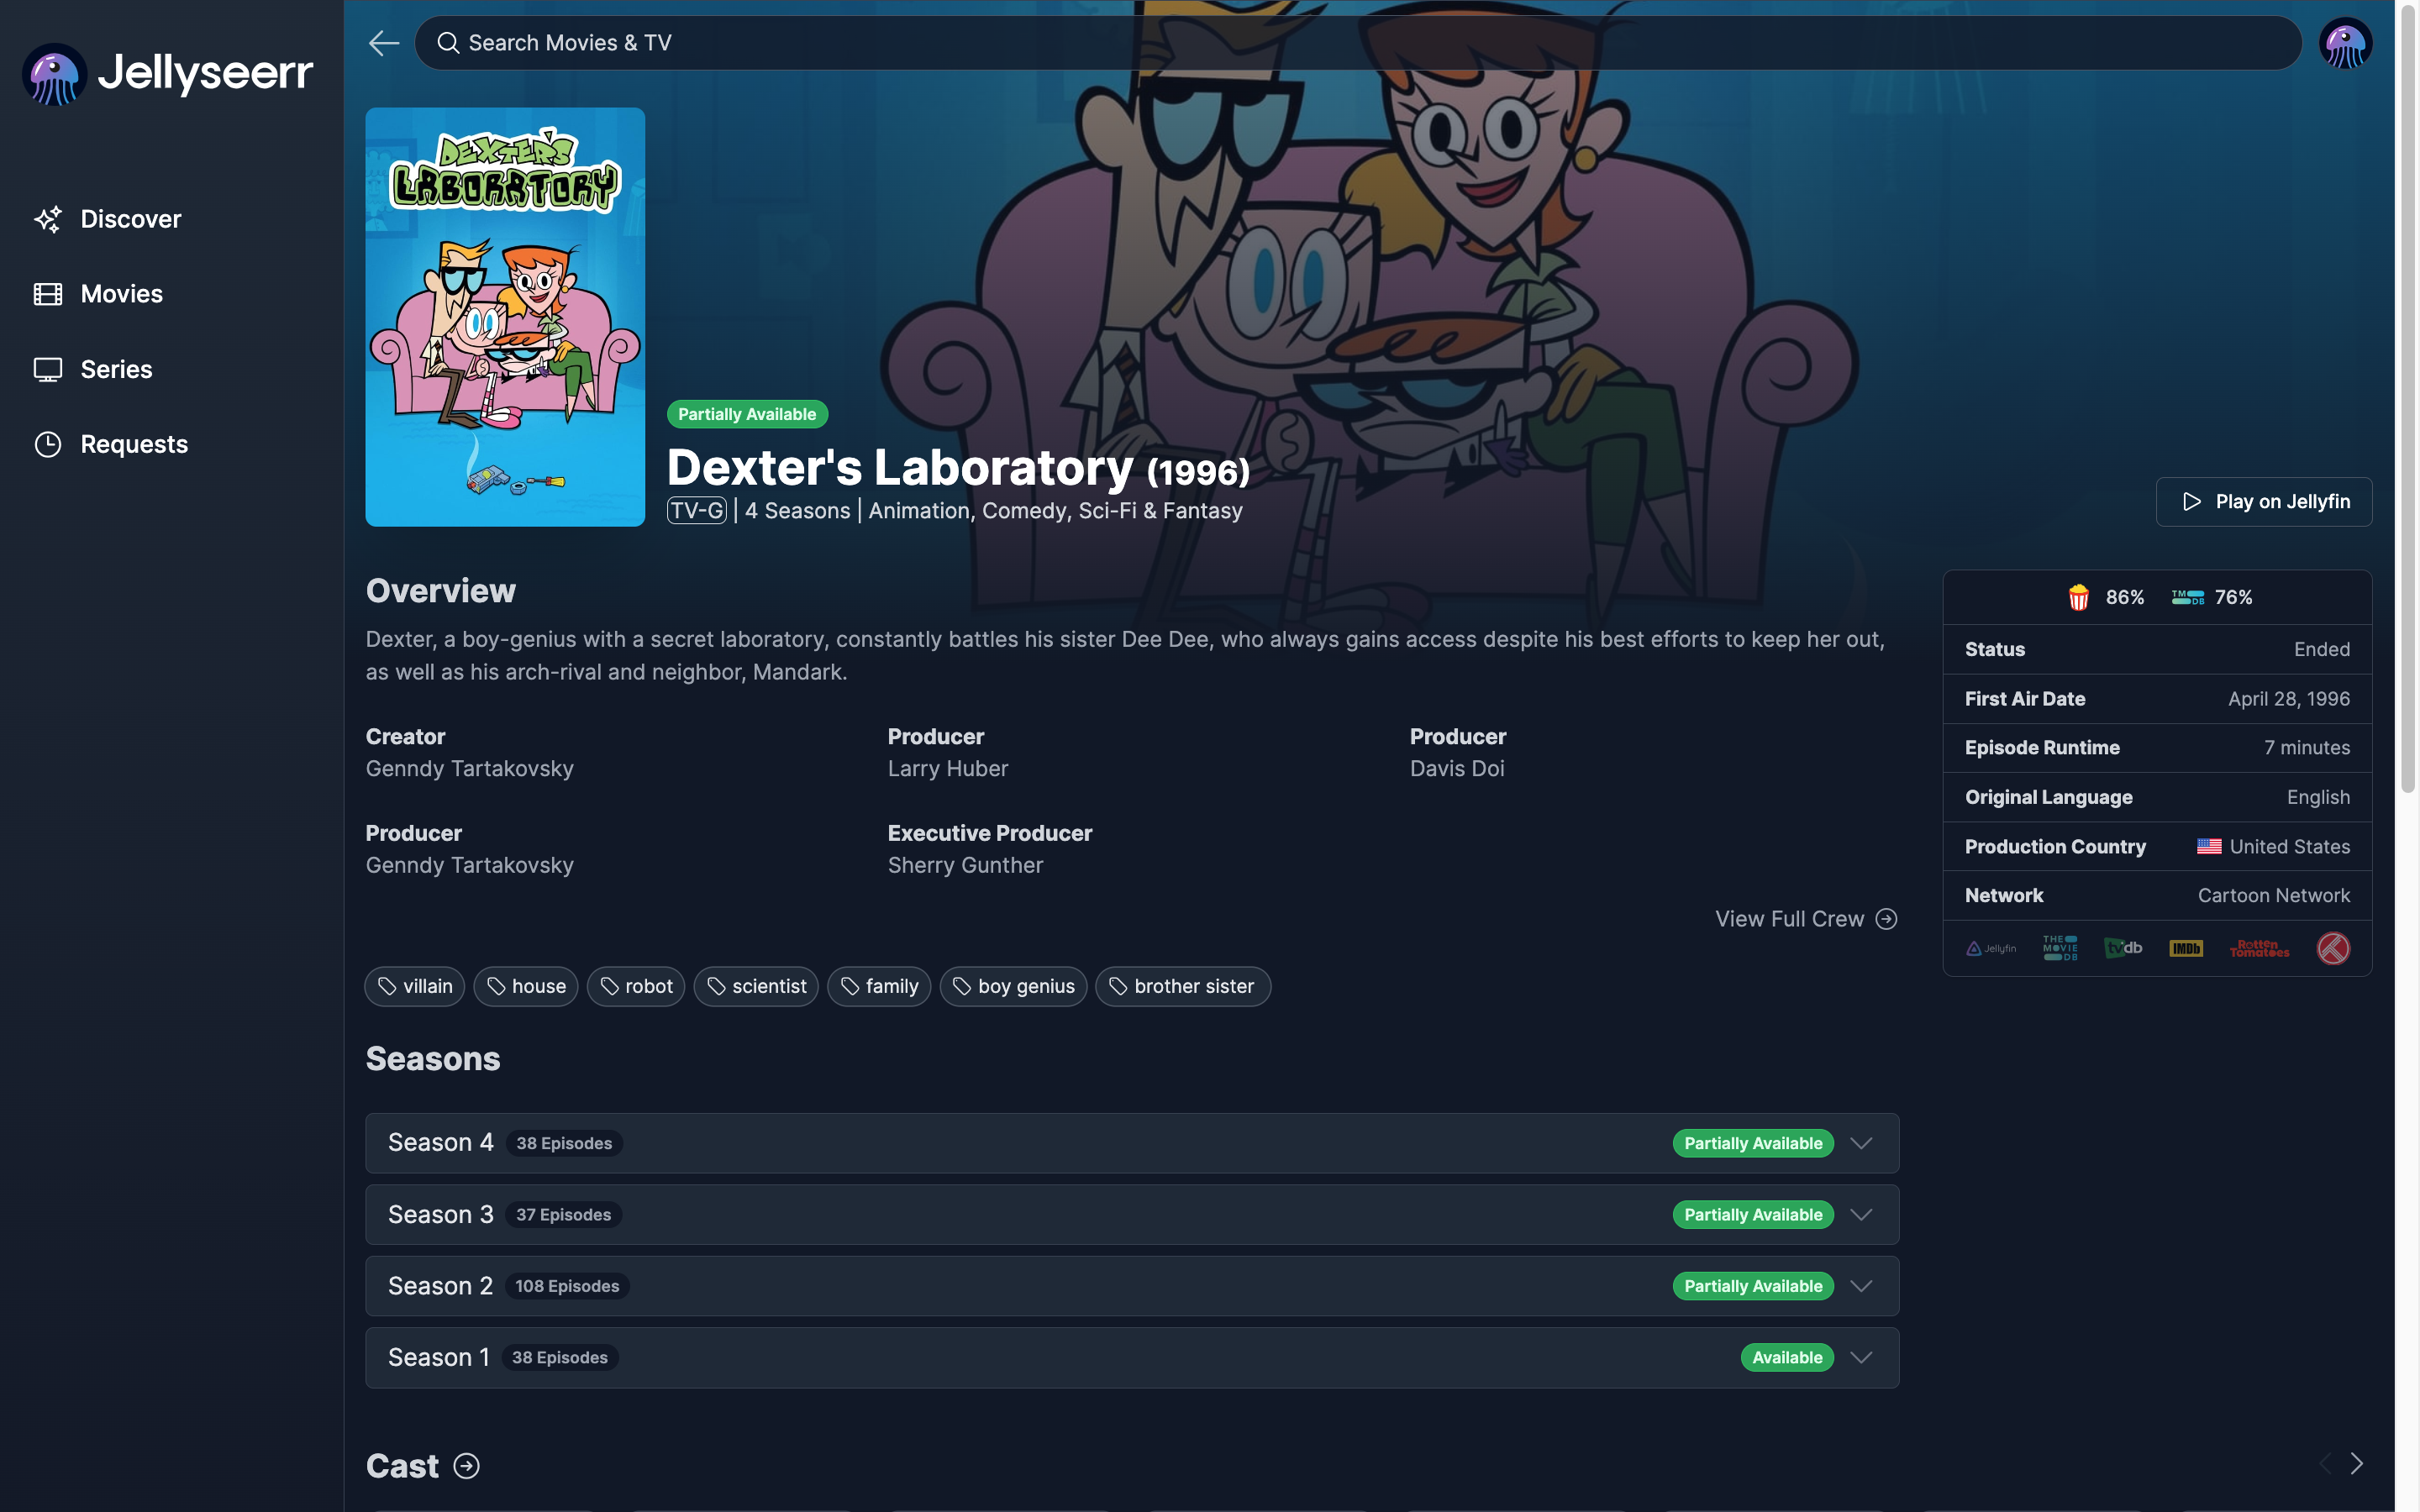 Jellyseerr
Search Movies & TV
Discover
Movies
Series
Requests
DEXTER'S
LABORATORY
Partially Available
Dexter's Laboratory (1996)
TV-G | 4 Seasons | Animation, Comedy, Sci-Fi & Fantasy
Play on Jellyfin
Overview
Dexter, a boy-genius with a secret laboratory, constantly battles his sister Dee Dee, who always gains access despite his best efforts to keep her out,
as well as his arch-rival and neighbor, Mandark.
Creator
Genndy Tartakovsky
Producer
Larry Huber
Producer
Davis Doi
Producer
Genndy Tartakovsky
Executive Producer
Sherry Gunther
View Full Crew
villain
house
robot
scientist
family
boy genius
brother sister
86%
TMDB 76%
Status Ended
First Air Date April 28, 1996
Episode Runtime 7 minutes
Original Language English
Production Country United States
Network Cartoon Network
Jellyfin
THE
MOVIE
DB
tvdb
IMDb
Rotten
Tomatoes
Seasons
Season 4 38 Episodes Partially Available
Season 3 37 Episodes Partially Available
Season 2 108 Episodes Partially Available
Season 1 38 Episodes Available
Cast